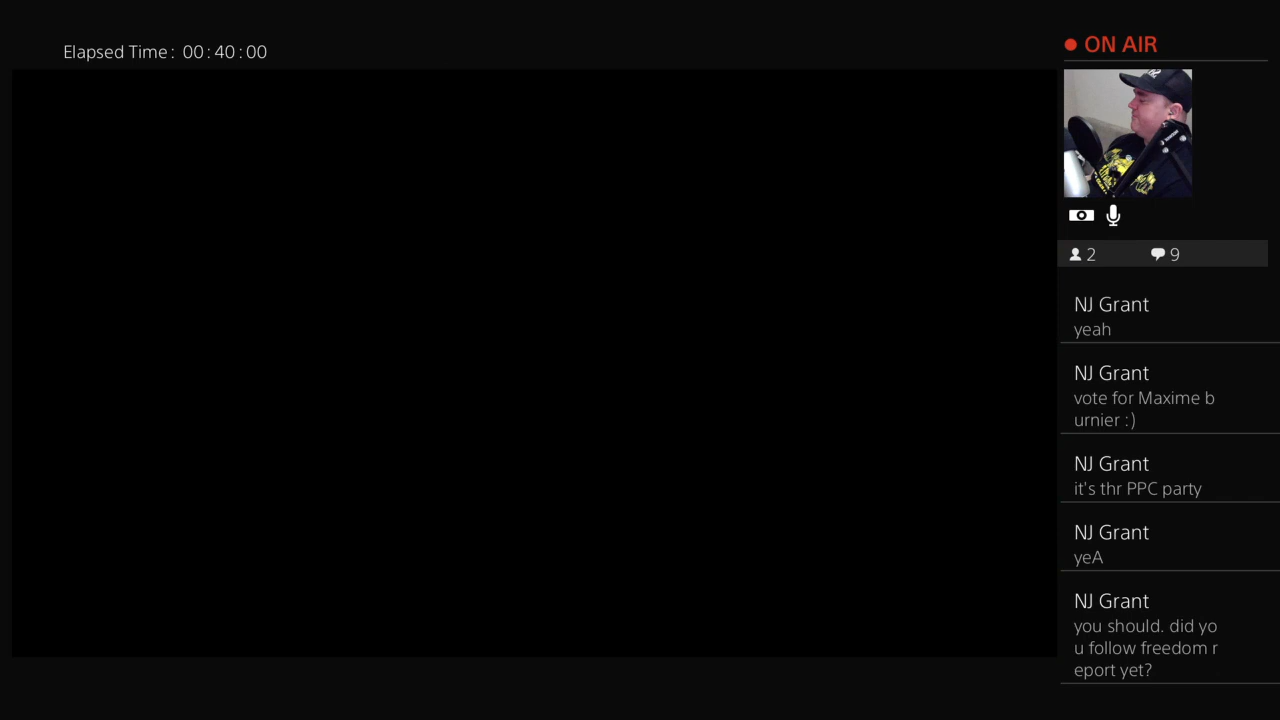 Elapsed Time: 00:40:00
ON AIR
2 9
NJ Grant
yeah
NJ Grant
vote for Maxime b
urnier :)
NJ Grant
it's thr PPC party
NJ Grant
yeA
NJ Grant
you should. did yo
u follow freedom r
eport yet?